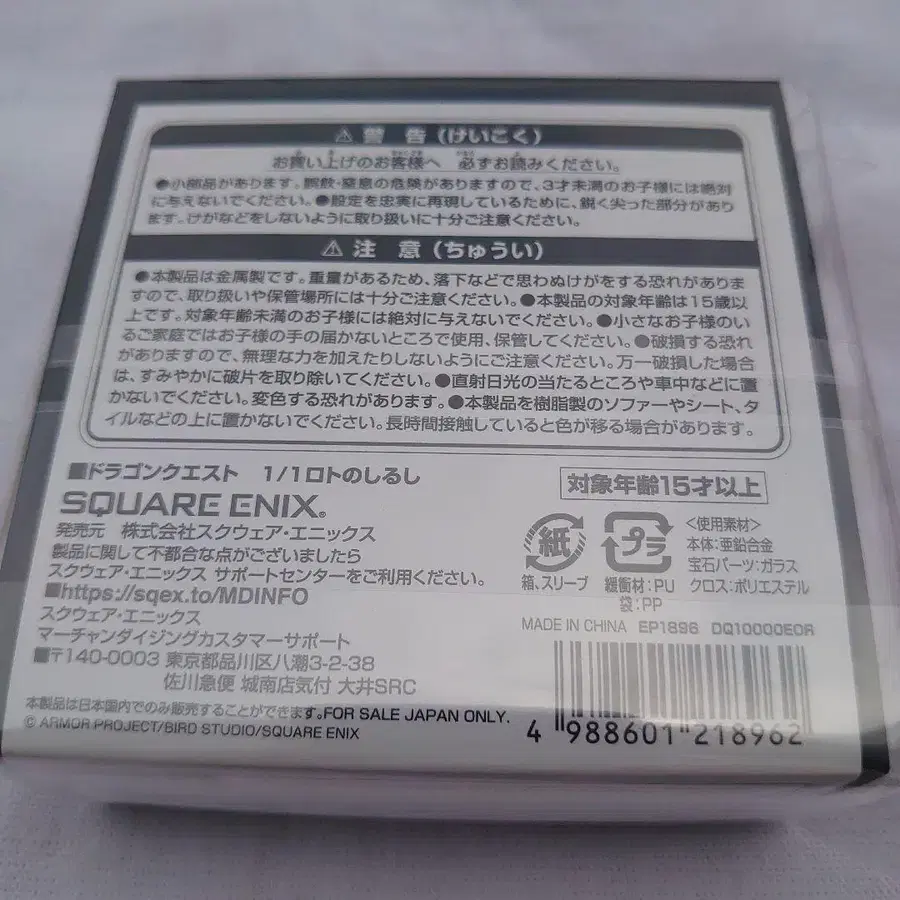 ⚠ 警 告 (けいこく)
お買い上げのお客様へ 必ずお読みください。
●小部品があります。誤飲・窒息の危険がありますので、3才未満のお子様には絶対
に与えないでください。●設定を忠実に再現しているために、鋭く尖った部分があり
ます。けがなどをしないように取り扱いに十分ご注意ください。
⚠ 注 意 (ちゅうい)
●本製品は金属製です。重量があるため、落下などで思わぬけがをする恐れがありま
すので、取り扱いや保管場所には十分ご注意ください。●本製品の対象年齢は15歳以
上です。対象年齢未満のお子様には絶対に与えないでください。●小さなお子様のい
るご家庭ではお子様の手の届かないところで使用、保管してください。●破損する恐れ
がありますので、無理な力を加えたりしないようにご注意ください。万一破損した場合
は、すみやかに破片を取り除いてください。●直射日光の当たるところや車中などに置
かないでください。変色する恐れがあります。●本製品を樹脂製のソファーやシート、タ
イルなどの上に置かないでください。長時間接触していると色が移る場合があります。
■ドラゴンクエスト 1/1ロトのしるし
対象年齢15才以上
SQUARE ENIX®
発売元 株式会社スクウェア・エニックス
製品に関して不都合な点がございましたら
スクウェア・エニックス サポートセンターをご利用ください。
■https://sqex.to/MDINFO
スクウェア・エニックス
マーチャンダイジングカスタマーサポート
■〒140-0003 東京都品川区八潮3-2-38
佐川急便 城南店気付 大井SRC
本製品は日本国内でのみ販売することができます。FOR SALE JAPAN ONLY.
© ARMOR PROJECT/BIRD STUDIO/SQUARE ENIX
紙
箱、スリーブ
プラ
緩衝材:PU
袋:PP
<使用素材>
本体:亜鉛合金
宝石パーツ:ガラス
クロス:ポリエステル
MADE IN CHINA EP1896 DQ10000EOR
4 988601 218962